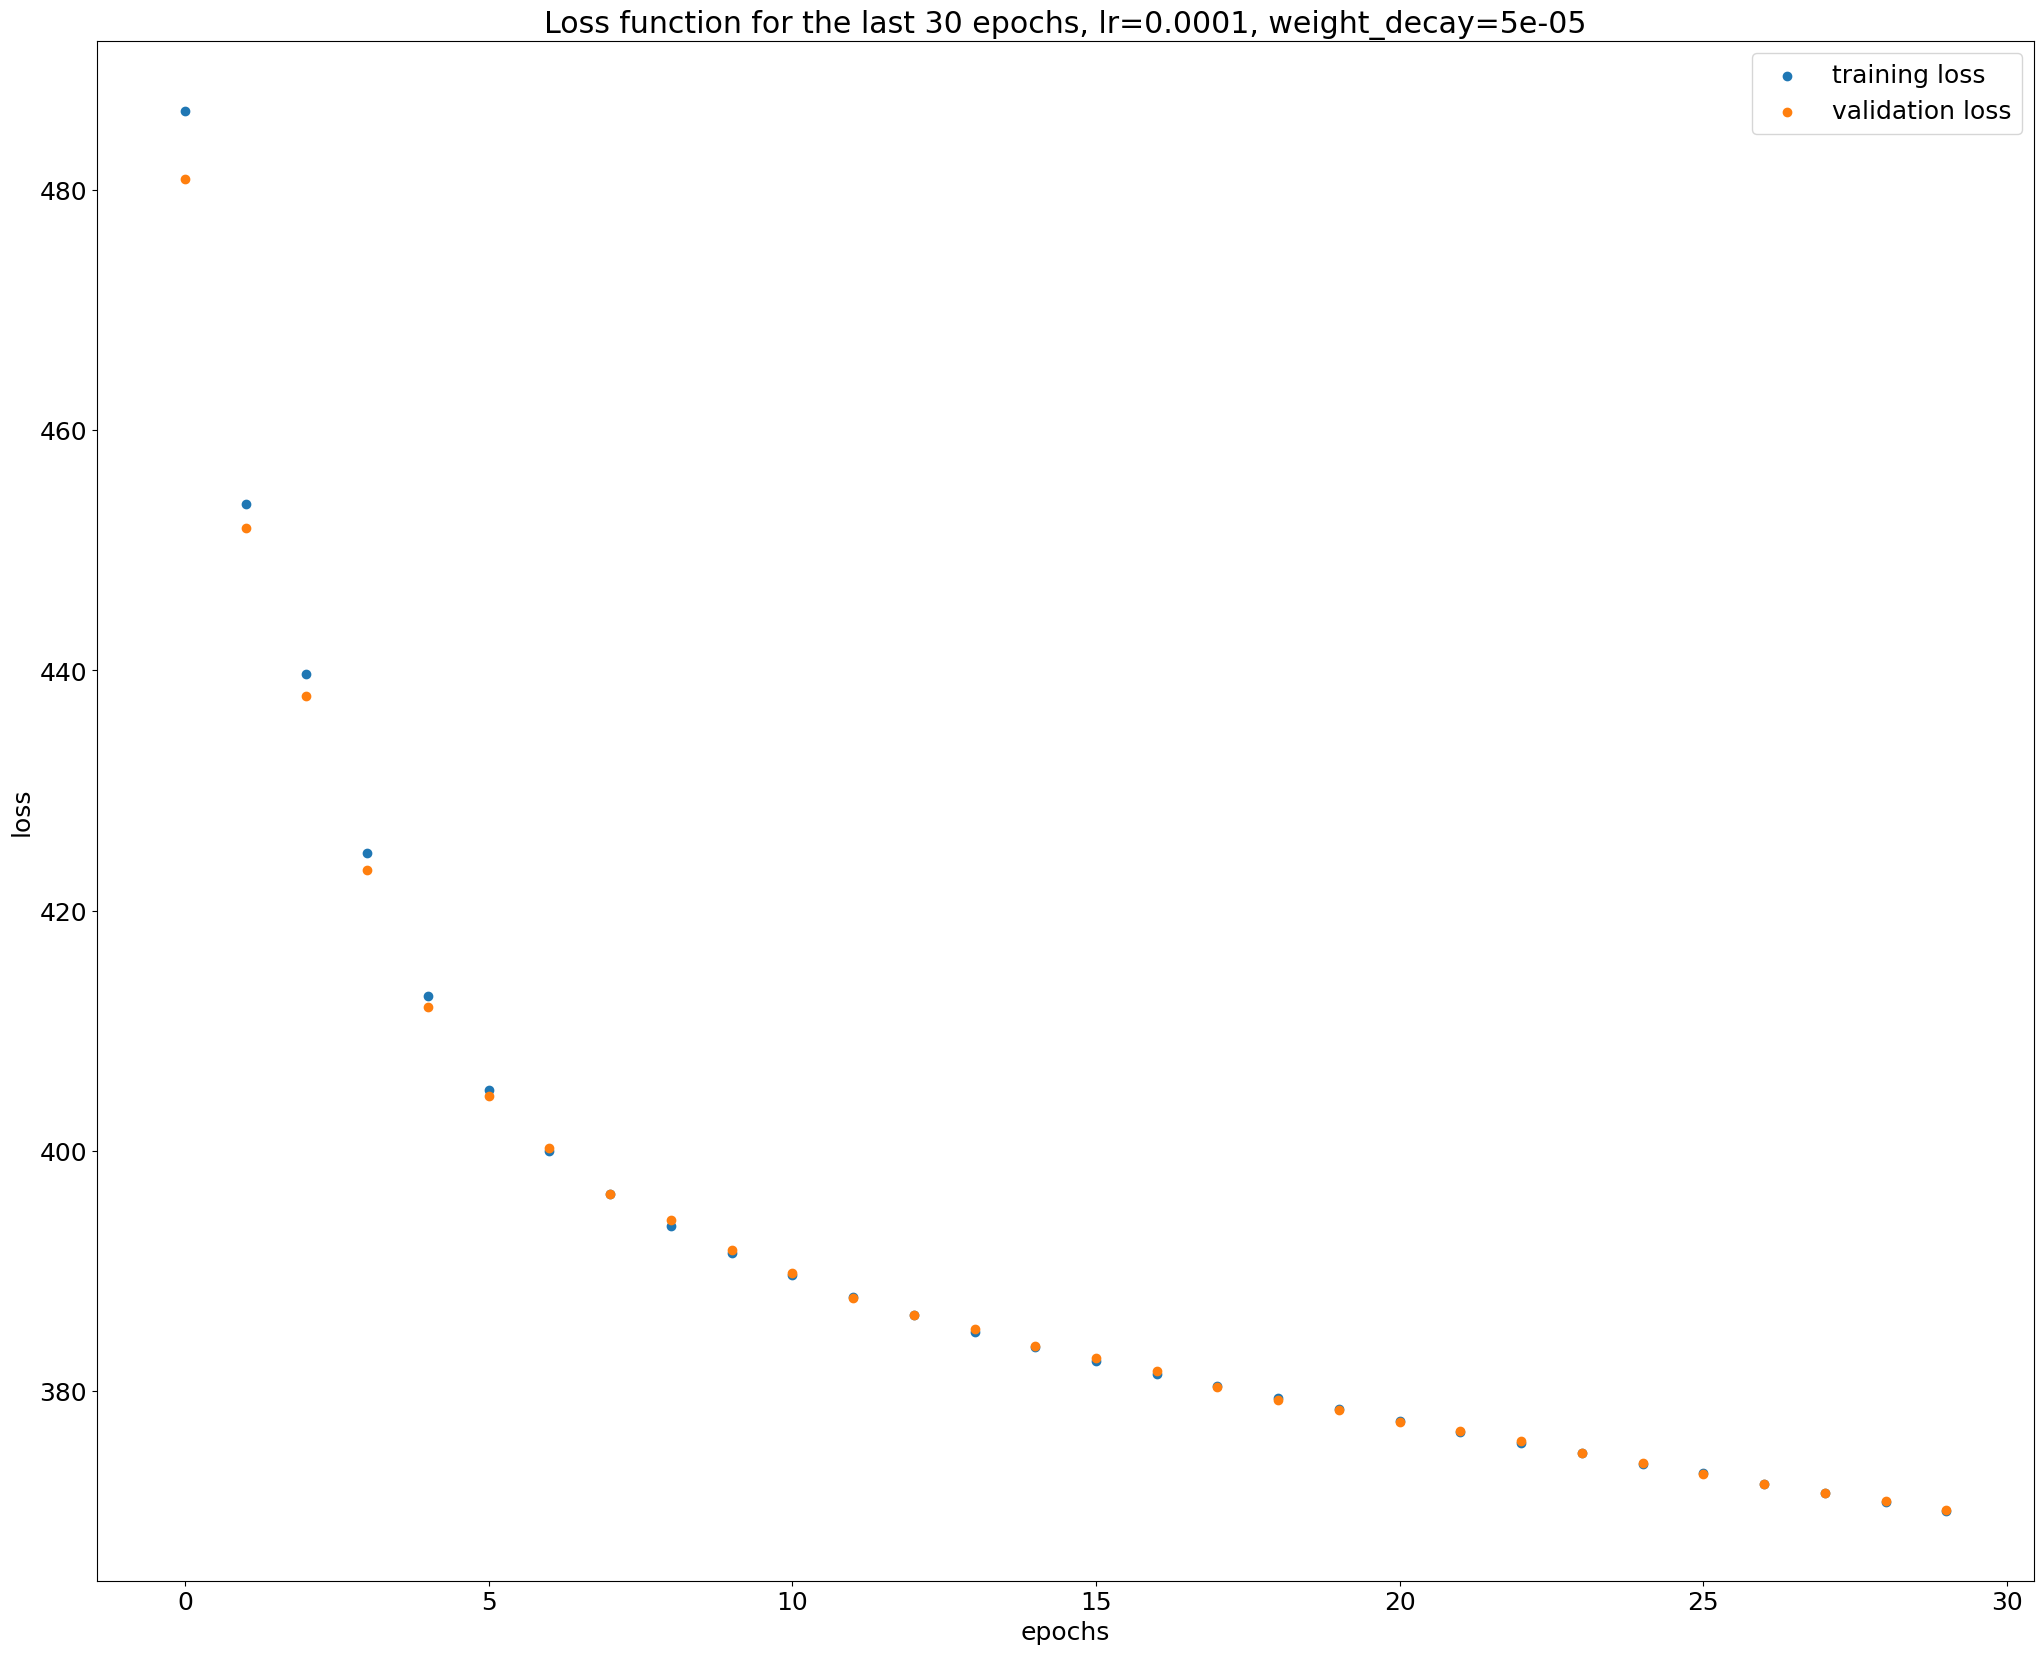 Loss function for the last 30 epochs, lr=0.0001, weight_decay=5e-05
training loss
validation loss
480
460
440
420
400
380
loss
0 5 10 15 20 25 30
epochs